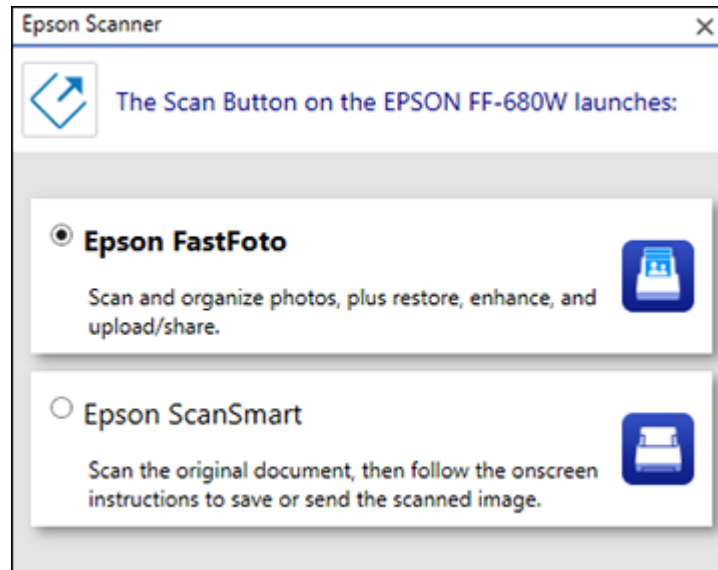 Epson Scanner
The Scan Button on the EPSON FF-680W launches:
Epson FastFoto
Scan and organize photos, plus restore, enhance, and
upload/share.
Epson ScanSmart
Scan the original document, then follow the onscreen
instructions to save or send the scanned image.